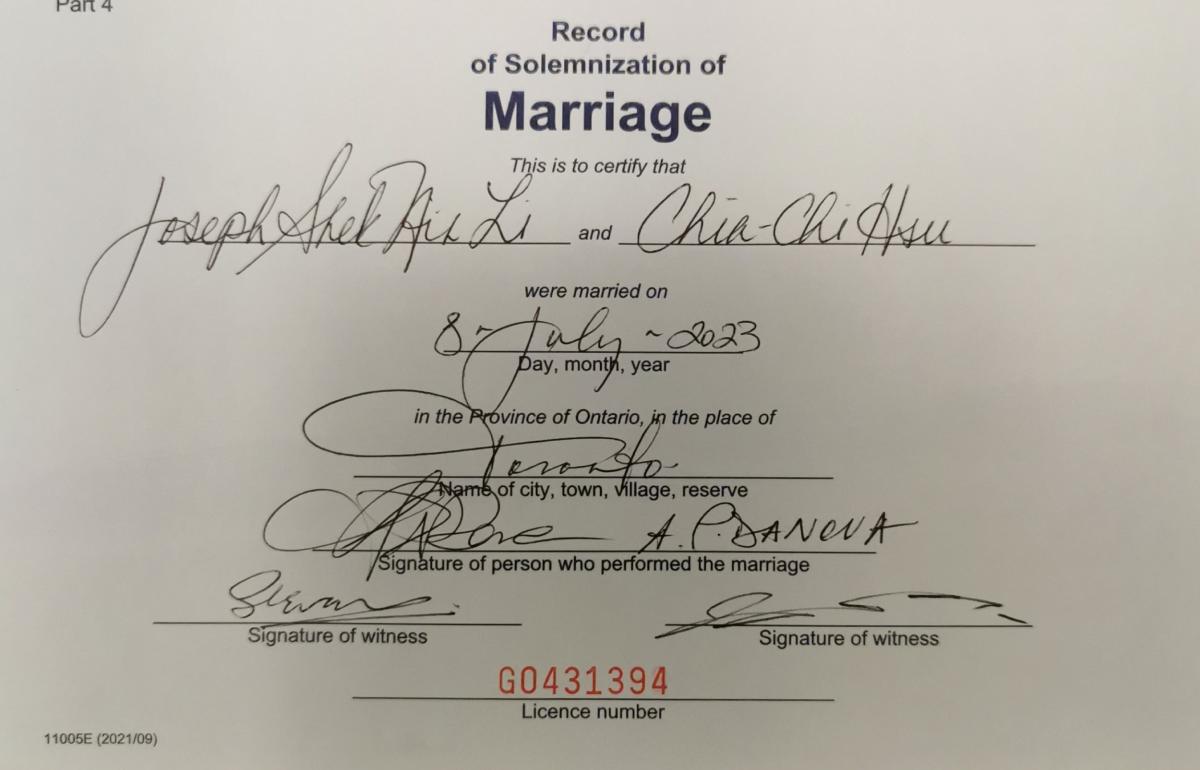 Part 4
Record
of Solemnization of
Marriage
This is to certify that
Joseph Shek Li and Chia-Chi Hsu
were married on
8-July-2023
Day, month, year
in the Province of Ontario, in the place of
Toronto
Name of city, town, village, reserve
A. P. DANOVA
Signature of person who performed the marriage
Signature of witness Signature of witness
G0431394
Licence number
11005E (2021/09)